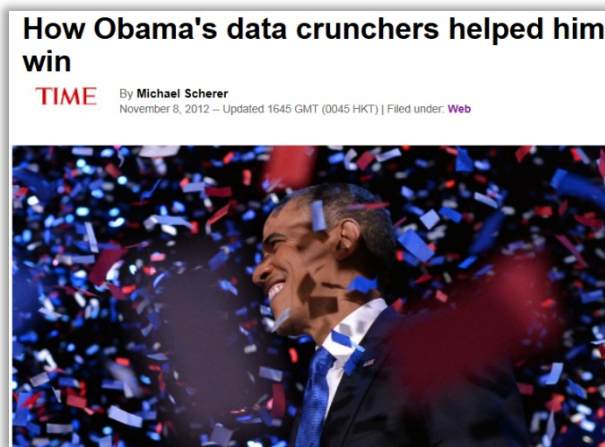 How Obama's data crunchers helped him
win
TIME
By Michael Scherer
November 8, 2012 -- Updated 1645 GMT (0045 HKT) | Filed under: Web